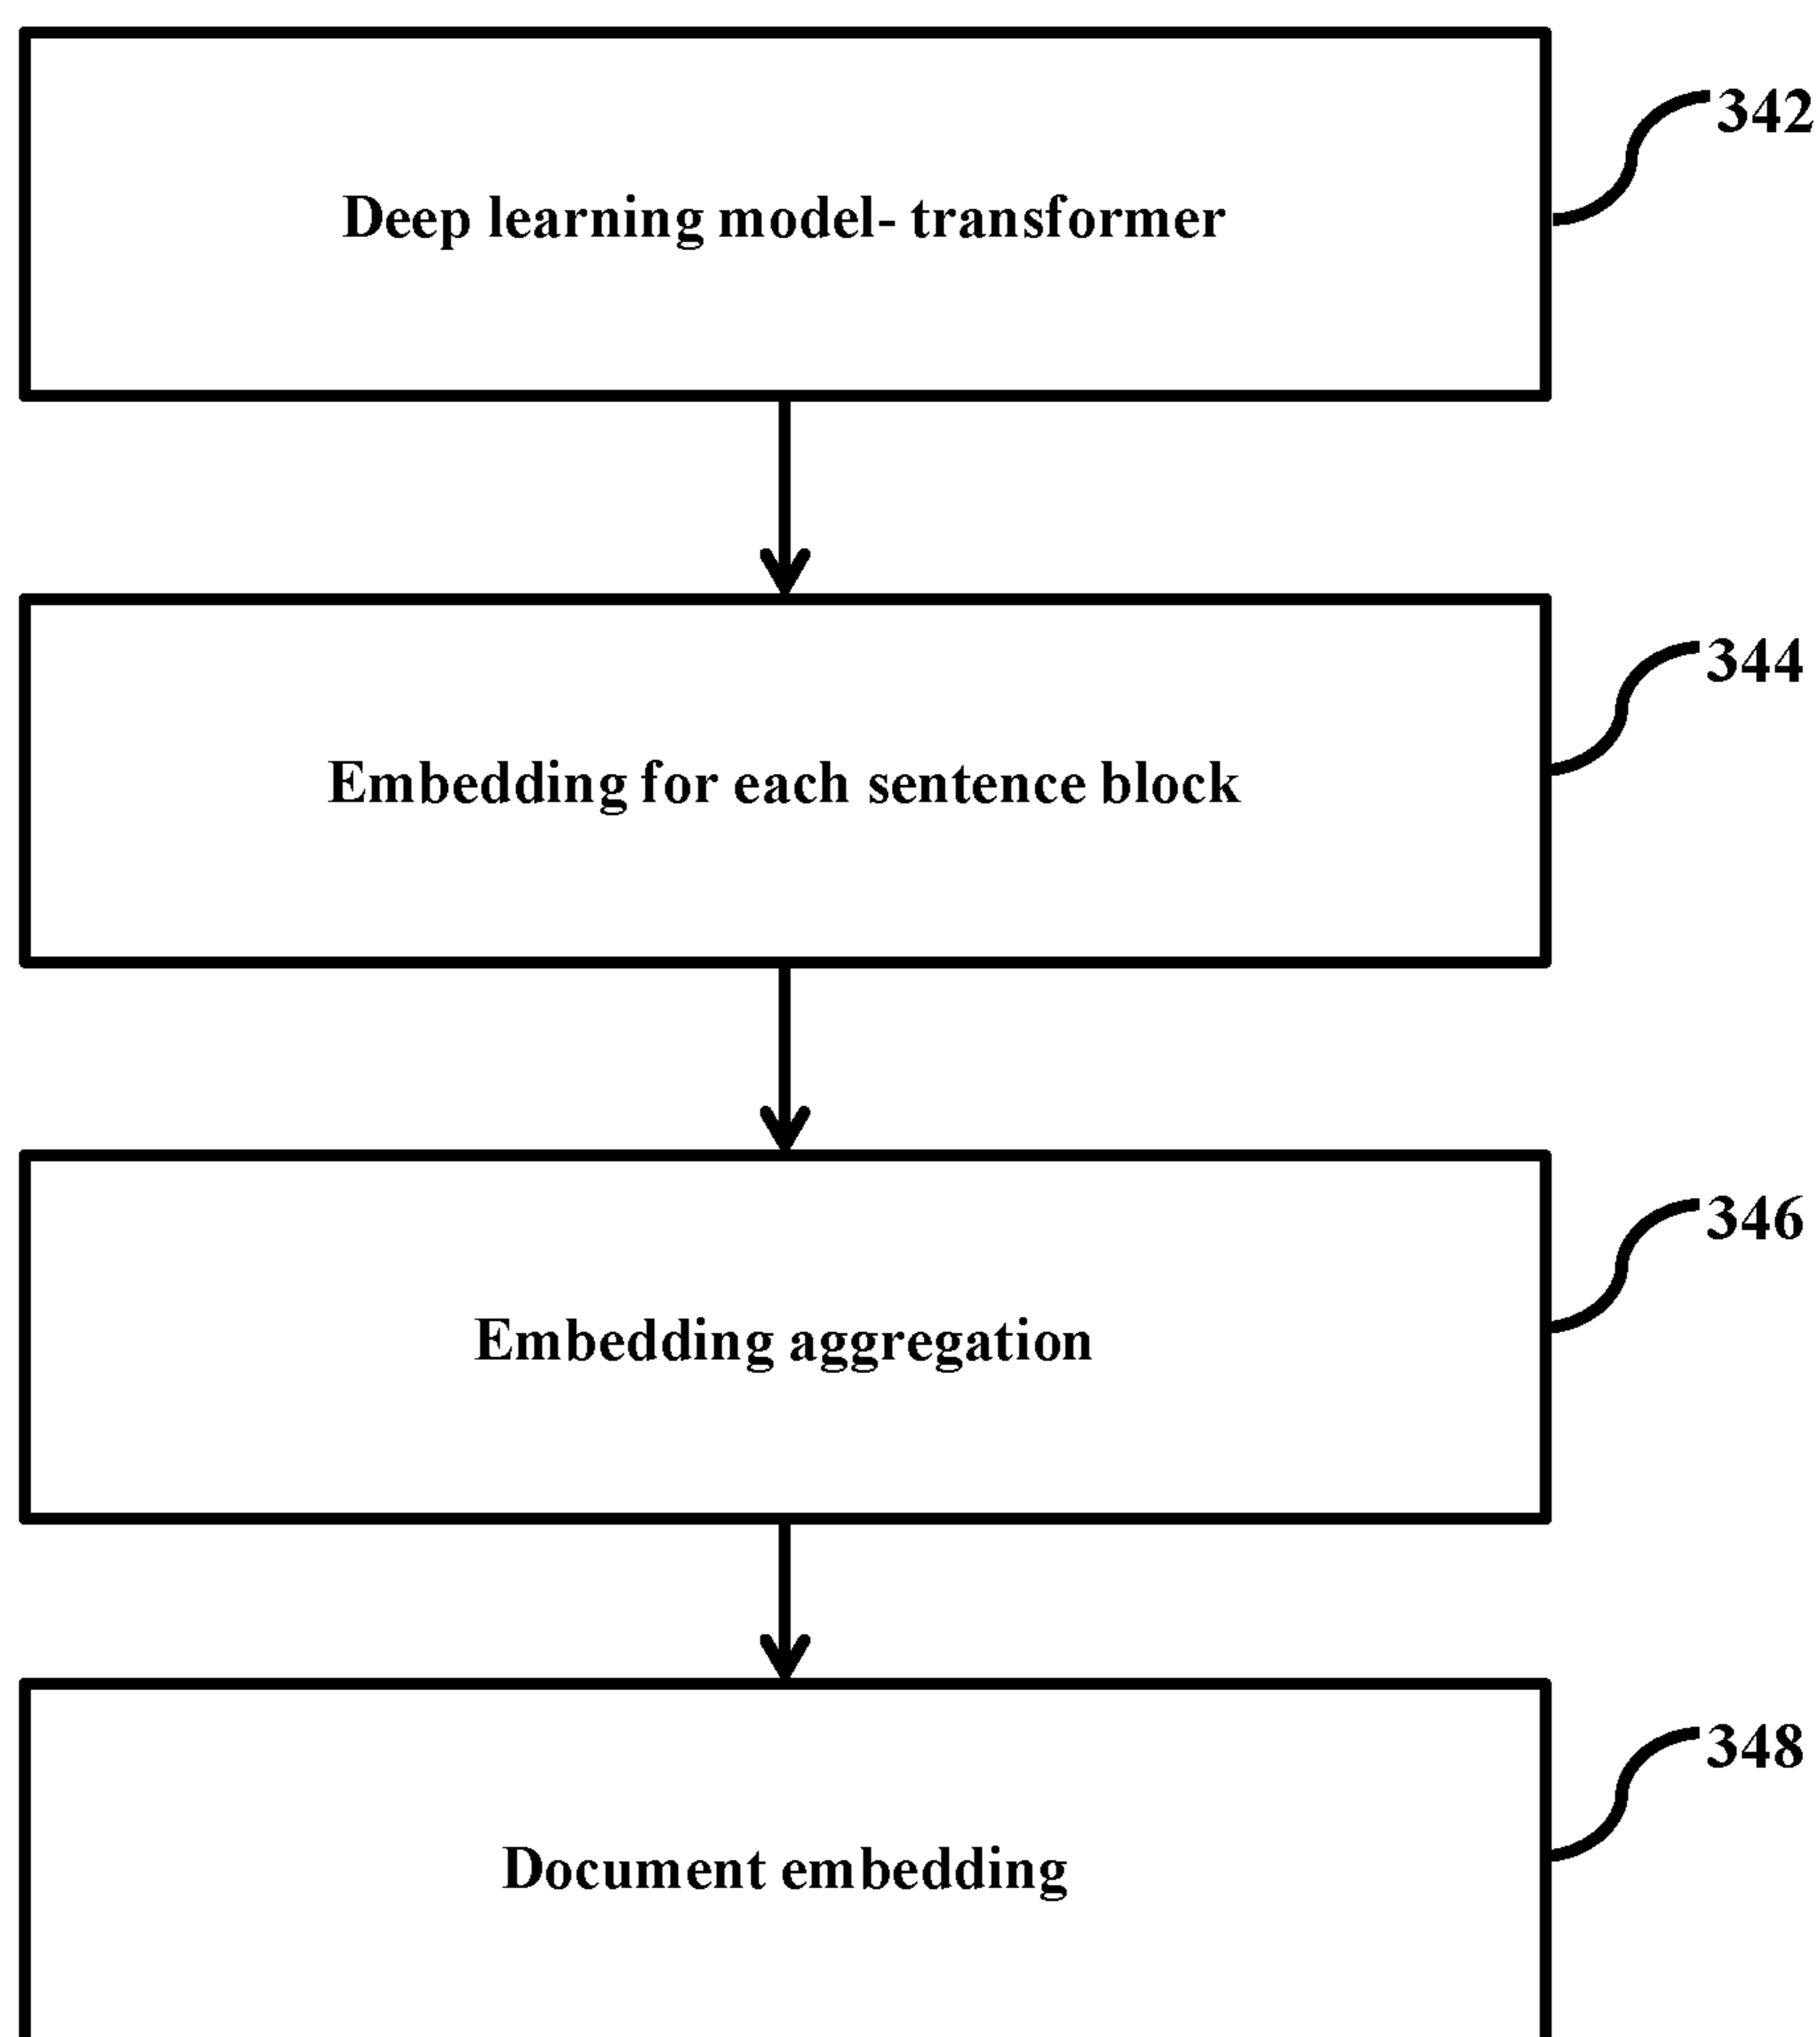 342
Deep learning model- transformer
344
Embedding for each sentence block
346
Embedding aggregation
348
Document embedding